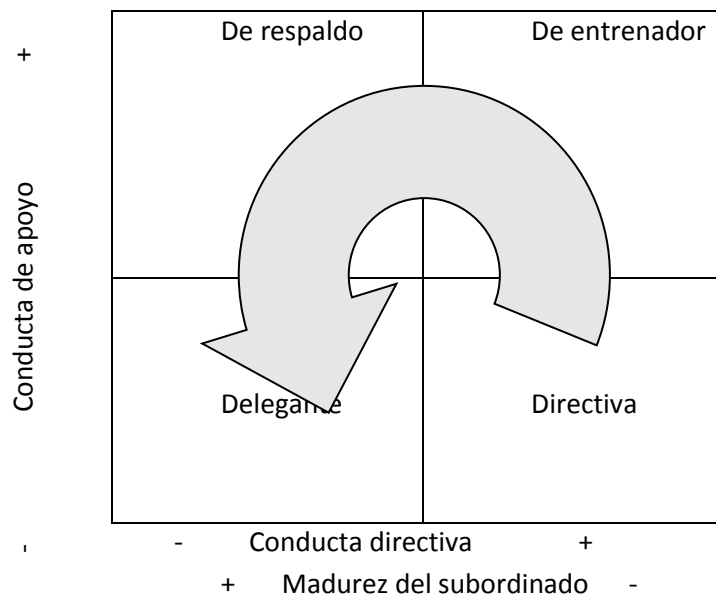 De respaldo De entrenador
+
Conducta de apoyo
Delegante Directiva
-
- Conducta directiva +
+ Madurez del subordinado -